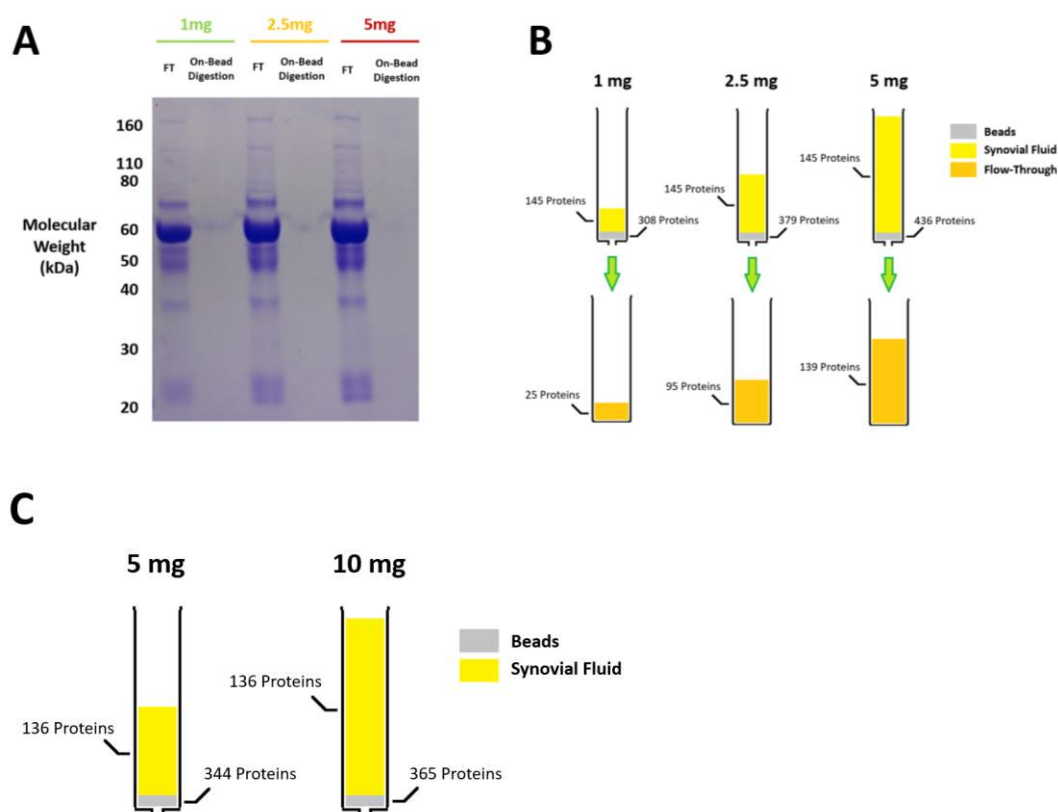 A
1mg
2.5mg
5mg
FT
On-Bead
Digestion
FT
On-Bead
Digestion
FT
On-Bead
Digestion
160
110
80
60
50
40
30
20
Molecular
Weight
(kDa)
B
1 mg
2.5 mg
5 mg
Beads
Synovial Fluid
Flow-Through
145 Proteins
308 Proteins
145 Proteins
379 Proteins
145 Proteins
436 Proteins
25 Proteins
95 Proteins
139 Proteins
C
5 mg
10 mg
Beads
Synovial Fluid
136 Proteins
344 Proteins
136 Proteins
365 Proteins